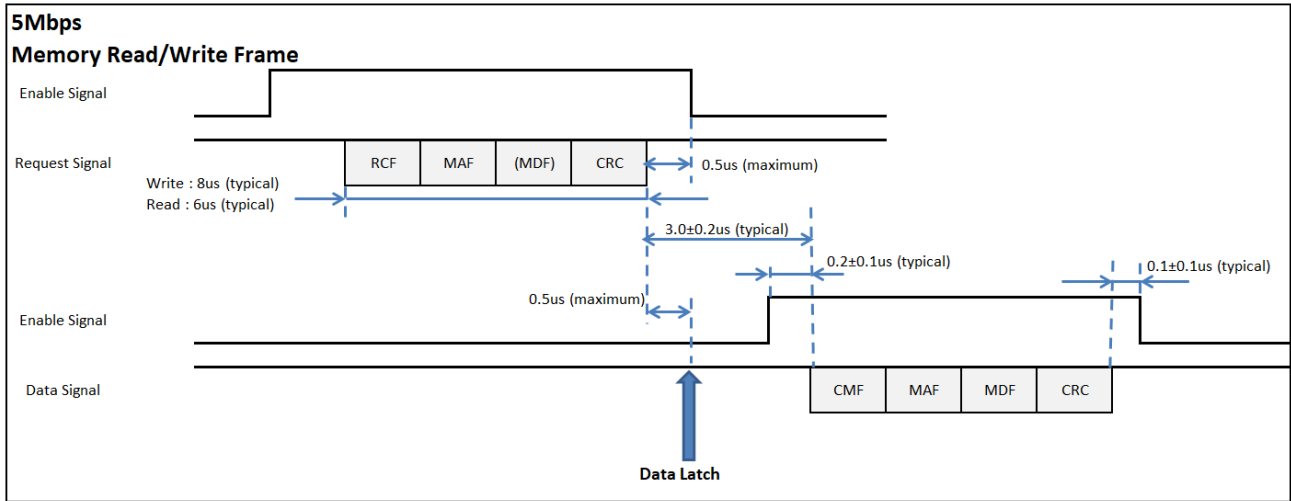 5Mbps
Memory Read/Write Frame
Enable Signal
Request Signal
RCF
MAF
(MDF)
CRC
0.5us (maximum)
Write : 8us (typical)
Read : 6us (typical)
3.0±0.2us (typical)
0.2±0.1us (typical)
0.1±0.1us (typical)
0.5us (maximum)
Enable Signal
Data Signal
CMF
MAF
MDF
CRC
Data Latch